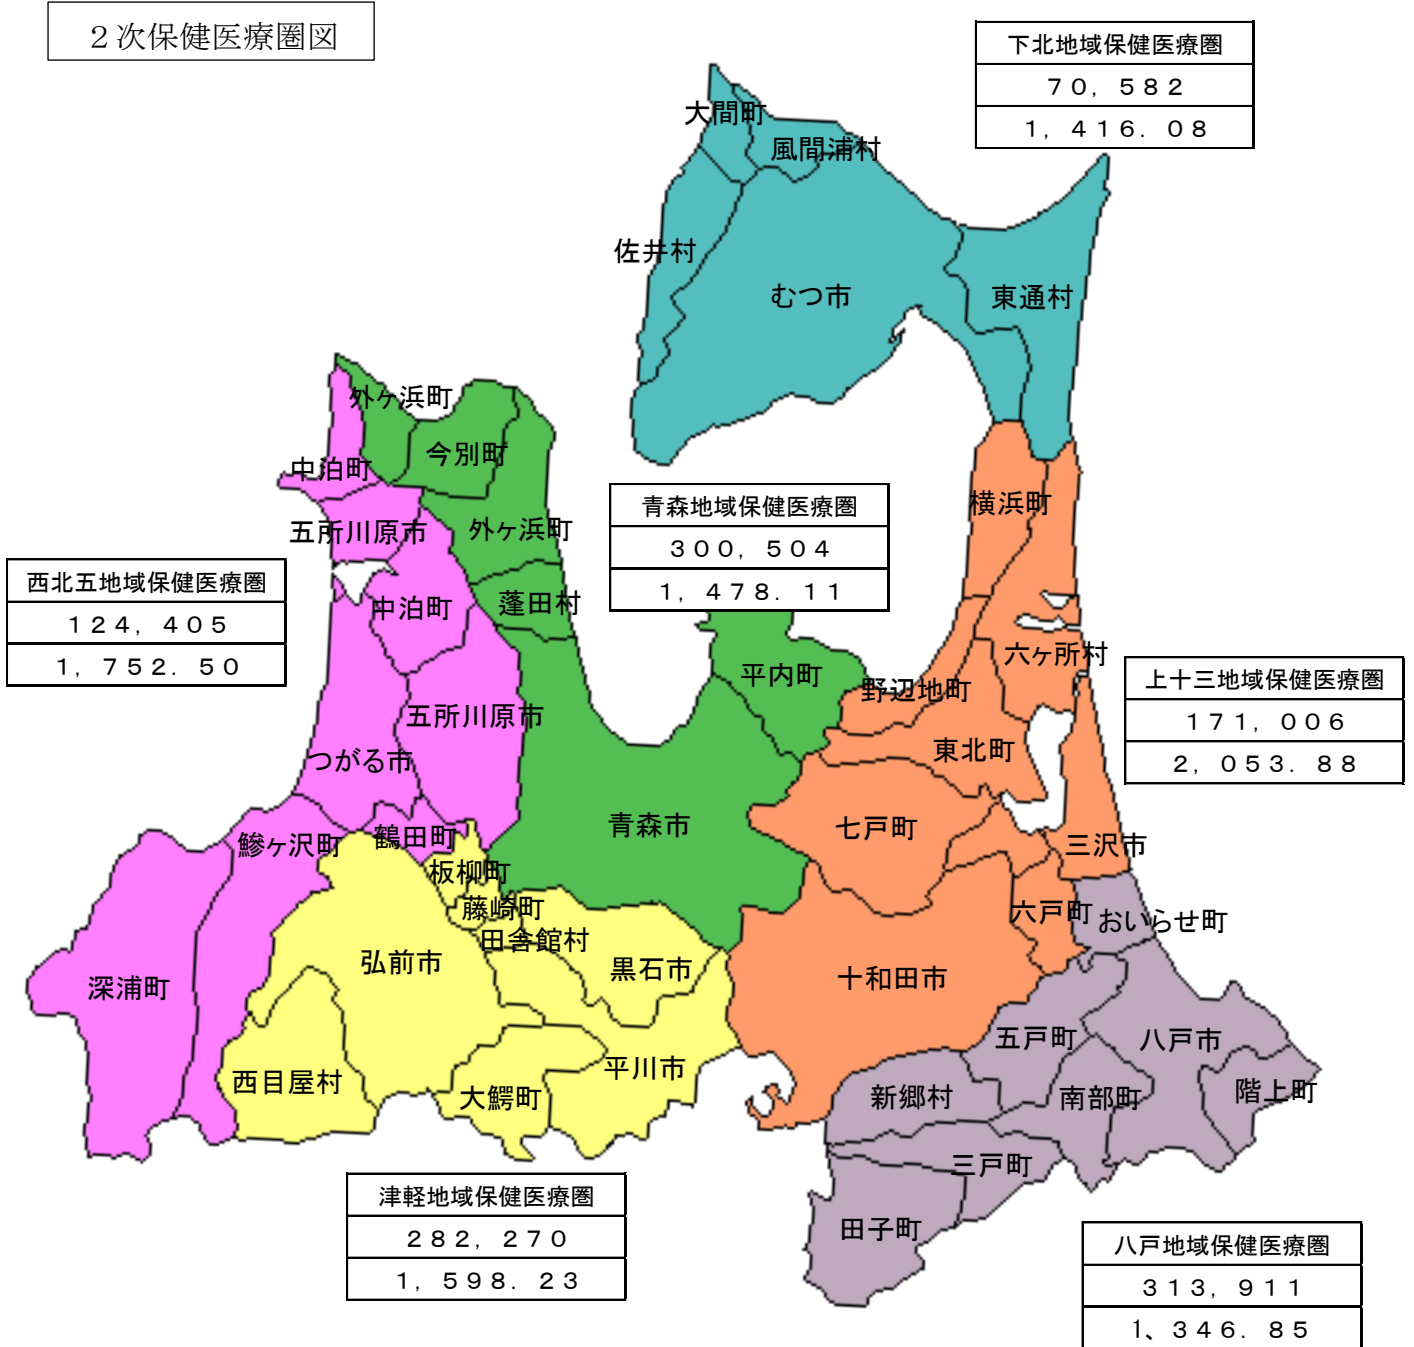 ２次保健医療圏図
下北地域保健医療圏
７０，５８２
１，４１６．０８
大間町
風間浦村
佐井村
むつ市
東通村
外ヶ浜町
今別町
中泊町
五所川原市
外ヶ浜町
横浜町
青森地域保健医療圏
３００，５０４
１，４７８．１１
西北五地域保健医療圏
１２４，４０５
１，７５２．５０
中泊町
蓬田村
六ヶ所村
平内町
野辺地町
上十三地域保健医療圏
１７１，００６
２，０５３．８８
五所川原市
東北町
つがる市
青森市
七戸町
鰺ヶ沢町
鶴田町
三沢市
板柳町
藤崎町
六戸町
おいらせ町
田舎館村
弘前市
黒石市
十和田市
深浦町
五戸町
八戸市
平川市
西目屋村
大鰐町
新郷村
南部町
階上町
三戸町
田子町
津軽地域保健医療圏
２８２，２７０
１，５９８．２３
八戸地域保健医療圏
３１３，９１１
１、３４６．８５